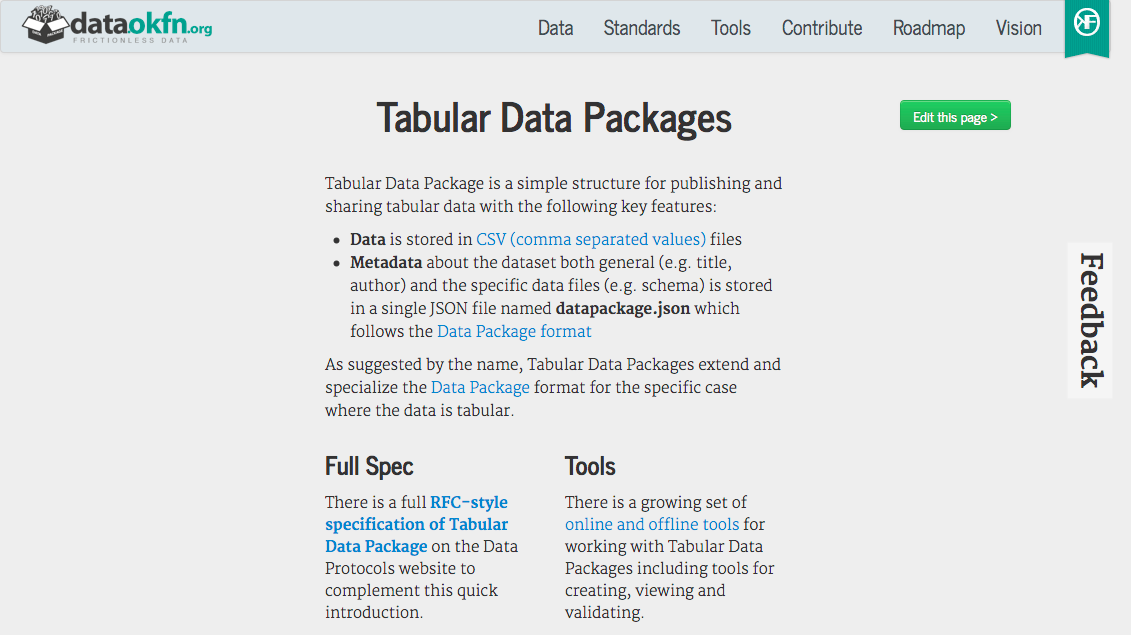 dataokfn.org
FRICTIONLESS DATA
Data Standards Tools Contribute Roadmap Vision
Tabular Data Packages
Edit this page >
Tabular Data Package is a simple structure for publishing and
sharing tabular data with the following key features:
• Data is stored in CSV (comma separated values) files
• Metadata about the dataset both general (e.g. title,
author) and the specific data files (e.g. schema) is stored
in a single JSON file named datapackage.json which
follows the Data Package format
As suggested by the name, Tabular Data Packages extend and
specialize the Data Package format for the specific case
where the data is tabular.
Feedback
Full Spec
There is a full RFC-style
specification of Tabular
Data Package on the Data
Protocols website to
complement this quick
introduction.
Tools
There is a growing set of
online and offline tools for
working with Tabular Data
Packages including tools for
creating, viewing and
validating.